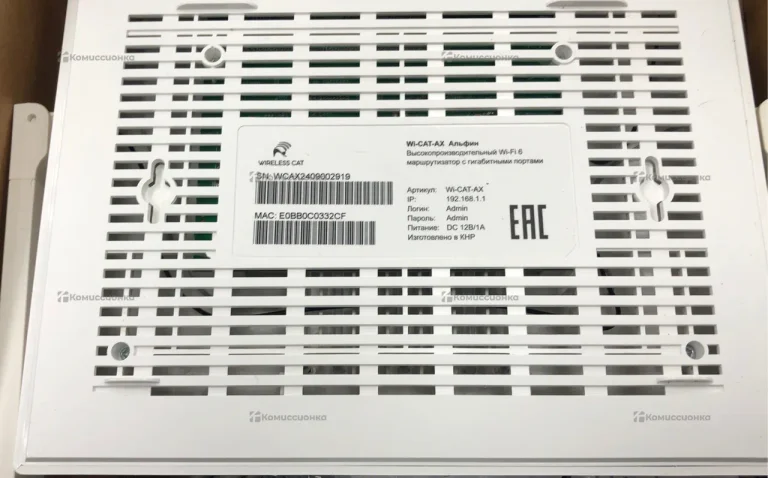 Комиссионка
Комиссионка
WIRELESS CAT
Wi-CAT-AX Альфин
Высокопроизводительный Wi-Fi 6
маршрутизатор с гигабитными портами
SN: WCAX2409002919
MAC: E0BB0C0332CF
Артикул: Wi-CAT-AX
IP: 192.168.1.1
Логин: Admin
Пароль: Admin
Питание: DC 12В/1А
Изготовлено в КНР
EAC
Комиссионка
Комиссионка
Комиссионка
Комиссионка
Комиссионка
Комиссионка